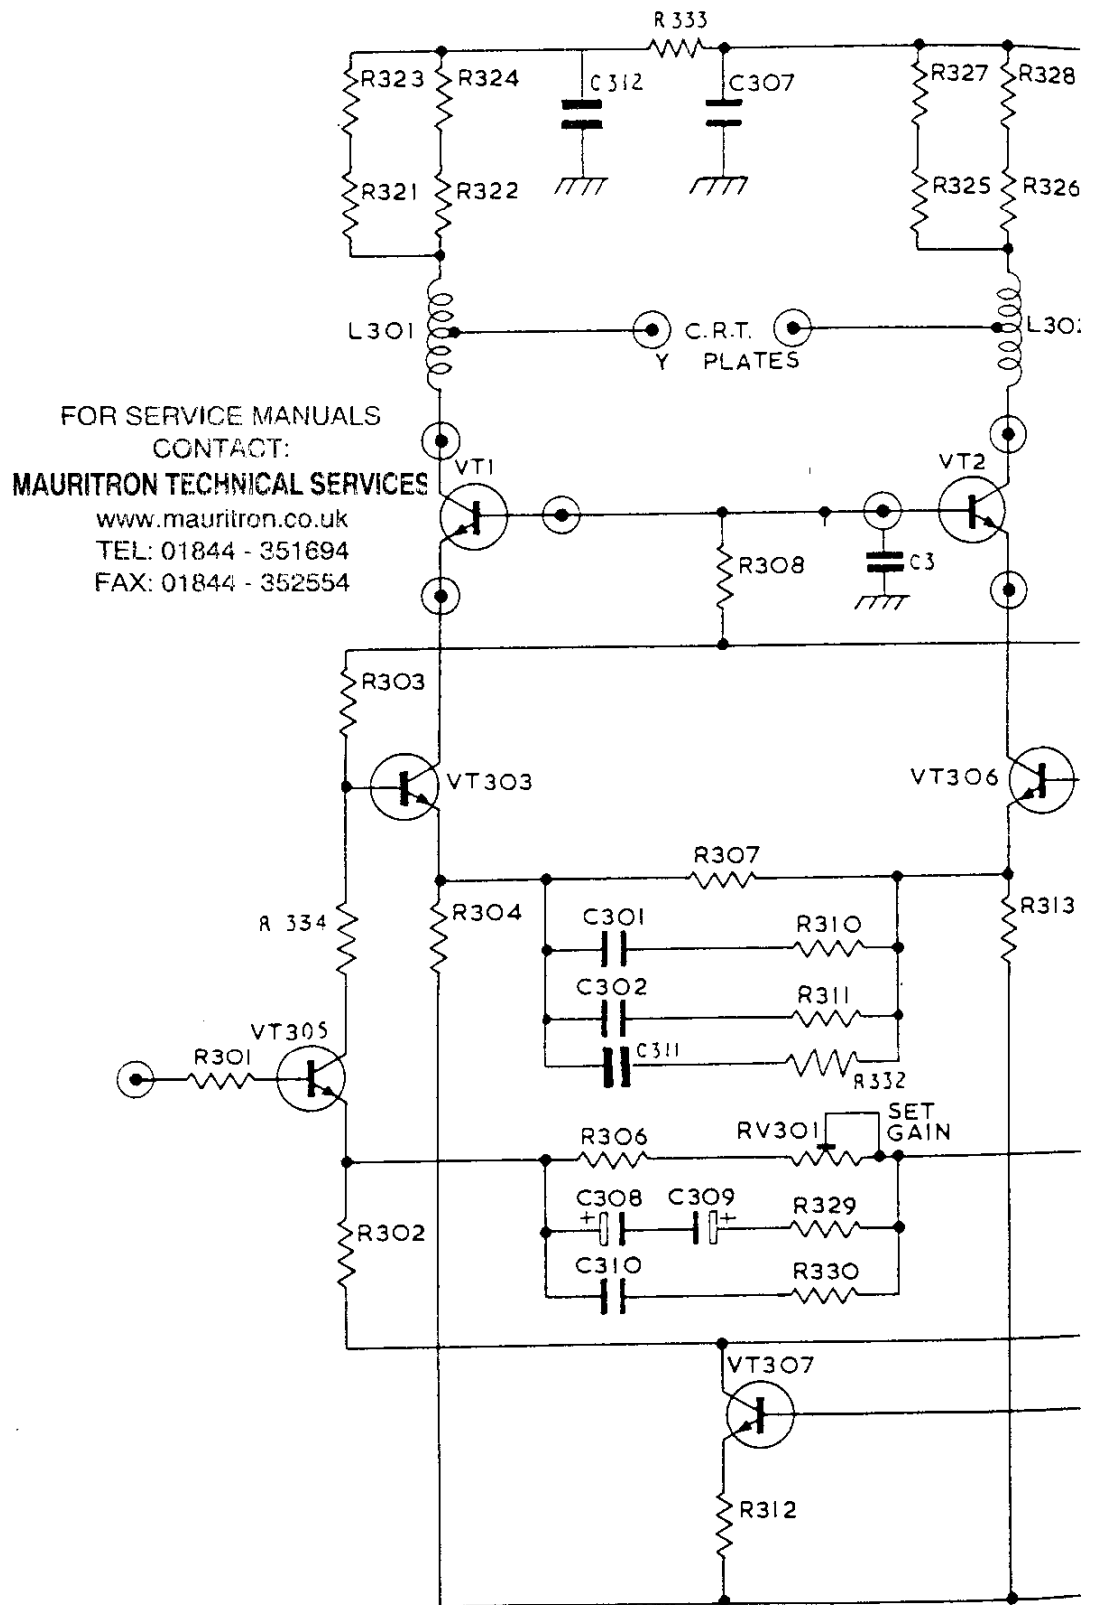 R333
R323
R324
C312
C307
R327
R328
R321
R322
R325
R326
L301
C.R.T.
Y PLATES
L302
FOR SERVICE MANUALS
CONTACT:
MAURITRON TECHNICAL SERVICES
www.mauritron.co.uk
TEL: 01844 - 351694
FAX: 01844 - 352554
VT1
VT2
R308
C3
R303
VT303
VT306
R307
R304
R313
R 334
C301
R310
C302
R311
VT305
R301
C311
R332
SET
GAIN
R306
RV301
C308
C309
R329
+
+
R302
C310
R330
VT307
R312